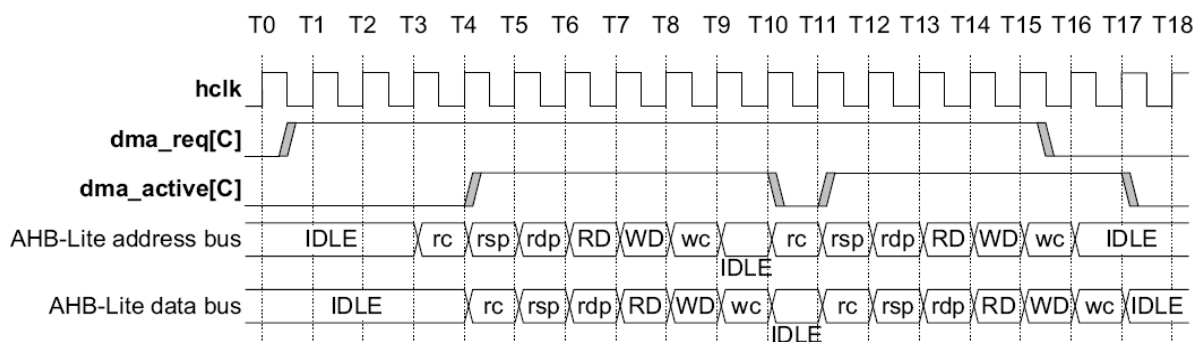 T0 T1 T2 T3 T4 T5 T6 T7 T8 T9 T10 T11 T12 T13 T14 T15 T16 T17 T18
hclk
dma_req[C]
dma_active[C]
AHB-Lite address bus IDLE rc rsp rdp RD WD wc rc rsp rdp RD WD wc IDLE
IDLE
AHB-Lite data bus IDLE rc rsp rdp RD WD wc rc rsp rdp RD WD wc IDLE
IDLE